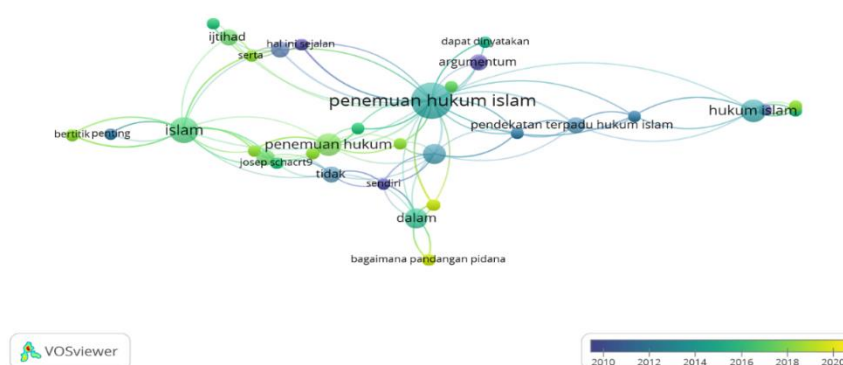 ijtihad
serta
hal ini sejalan
dapat dinyatakan
argumentum
penemuan hukum islam
hukum islam
pendekatan terpadu hukum islam
bertitik
penting
islam
penemuan hukum
josep schacrt9
tidak
sendiri
dalam
bagaimana pandangan pidana
VOSviewer
2010 2012 2014 2016 2018 2020